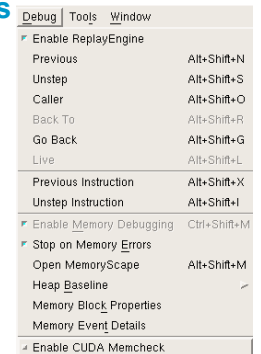 s
Debug Tools Window
Enable ReplayEngine
Previous Alt+Shift+N
Unstep Alt+Shift+S
Caller Alt+Shift+O
Back To Alt+Shift+R
Go Back Alt+Shift+G
Live Alt+Shift+L
Previous Instruction Alt+Shift+X
Unstep Instruction Alt+Shift+I
Enable Memory Debugging Ctrl+Shift+M
Stop on Memory Errors
Open MemoryScape Alt+Shift+M
Heap Baseline
Memory Block Properties
Memory Event Details
Enable CUDA Memcheck